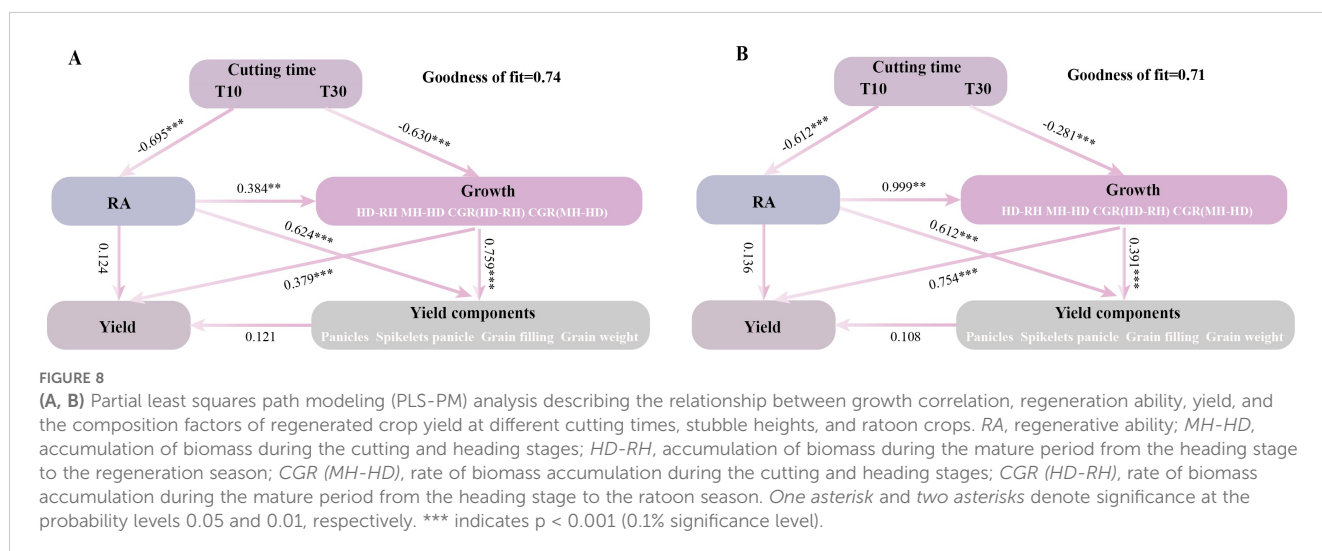 A
Cutting time
T10 T30
Goodness of fit=0.74
-0.695***
-0.630***
RA
0.384**
Growth
HD-RH MH-HD CGR(HD-RH) CGR(MH-HD)
0.124
0.624***
0.379***
0.759***
Yield
0.121
Yield components
Panicles Spikelets panicle Grain filling Grain weight
B
Cutting time
T10 T30
Goodness of fit=0.71
-0.612***
-0.281***
RA
0.999**
Growth
HD-RH MH-HD CGR(HD-RH) CGR(MH-HD)
0.136
0.612***
0.754***
0.391***
Yield
0.108
Yield components
Panicles Spikelets panicle Grain filling Grain weight
FIGURE 8
(A, B) Partial least squares path modeling (PLS-PM) analysis describing the relationship between growth correlation, regeneration ability, yield, and
the composition factors of regenerated crop yield at different cutting times, stubble heights, and ratoon crops. RA, regenerative ability; MH-HD,
accumulation of biomass during the cutting and heading stages; HD-RH, accumulation of biomass during the mature period from the heading stage
to the regeneration season; CGR (MH-HD), rate of biomass accumulation during the cutting and heading stages; CGR (HD-RH), rate of biomass
accumulation during the mature period from the heading stage to the ratoon season. One asterisk and two asterisks denote significance at the
probability levels 0.05 and 0.01, respectively. *** indicates p < 0.001 (0.1% significance level).